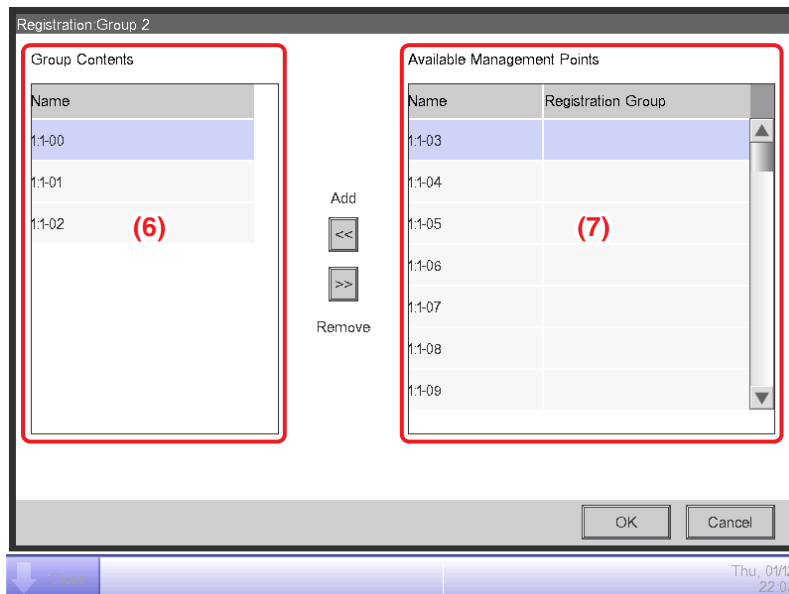 Registration:Group 2
Group Contents
Name
1:1-00
1:1-01
1:1-02
(6)
Add
<<
>>
Remove
Available Management Points
Name Registration Group
1:1-03
1:1-04
1:1-05
(7)
1:1-06
1:1-07
1:1-08
1:1-09
OK Cancel
Close
Thu, 01/12
22:0